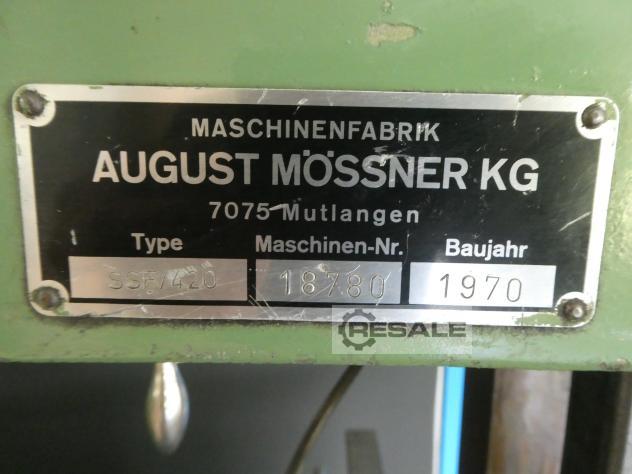 MASCHINENFABRIK
AUGUST MÖSSNER KG
7075 Mutlangen
Type Maschinen-Nr. Baujahr
SSF/420 18780 1970
RESALE